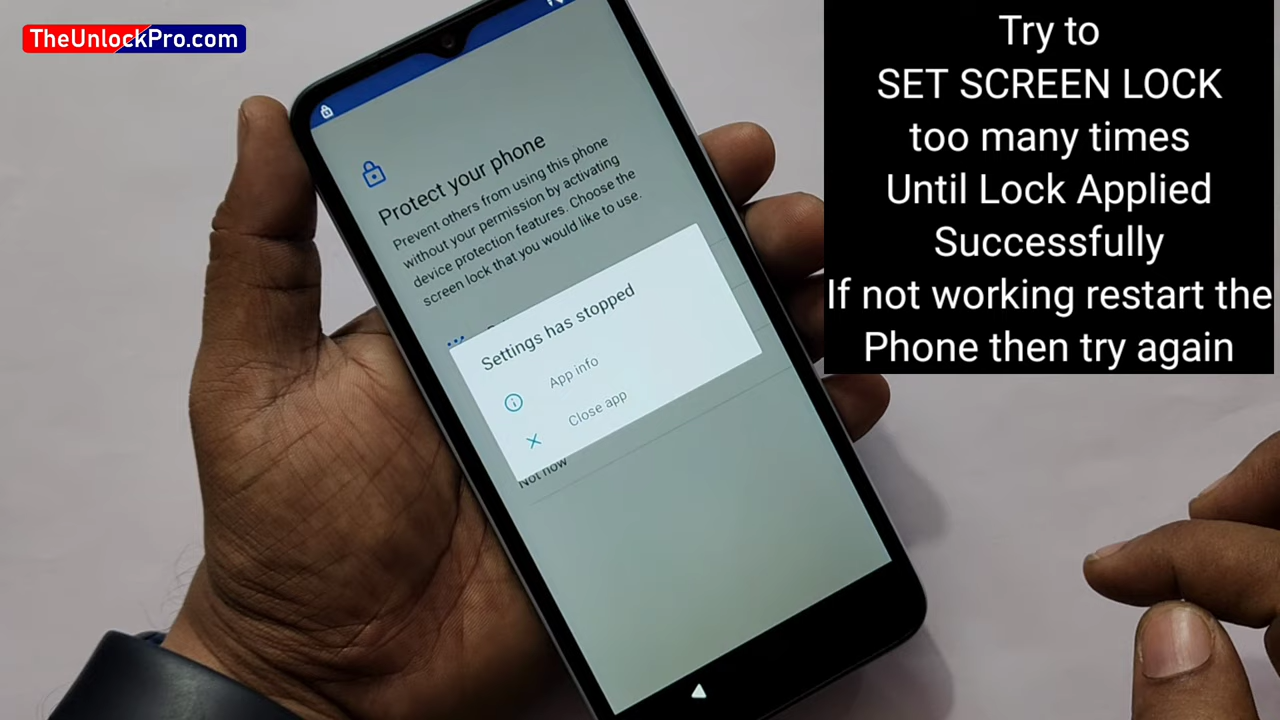 TheUnlockPro.com
Try to
SET SCREEN LOCK
too many times
Until Lock Applied
Successfully
If not working restart the
Phone then try again
Protect your phone
Prevent others from using this phone
without your permission by activating
device protection features. Choose the
screen lock that you would like to use.
Settings has stopped
App info
Close app
Not now